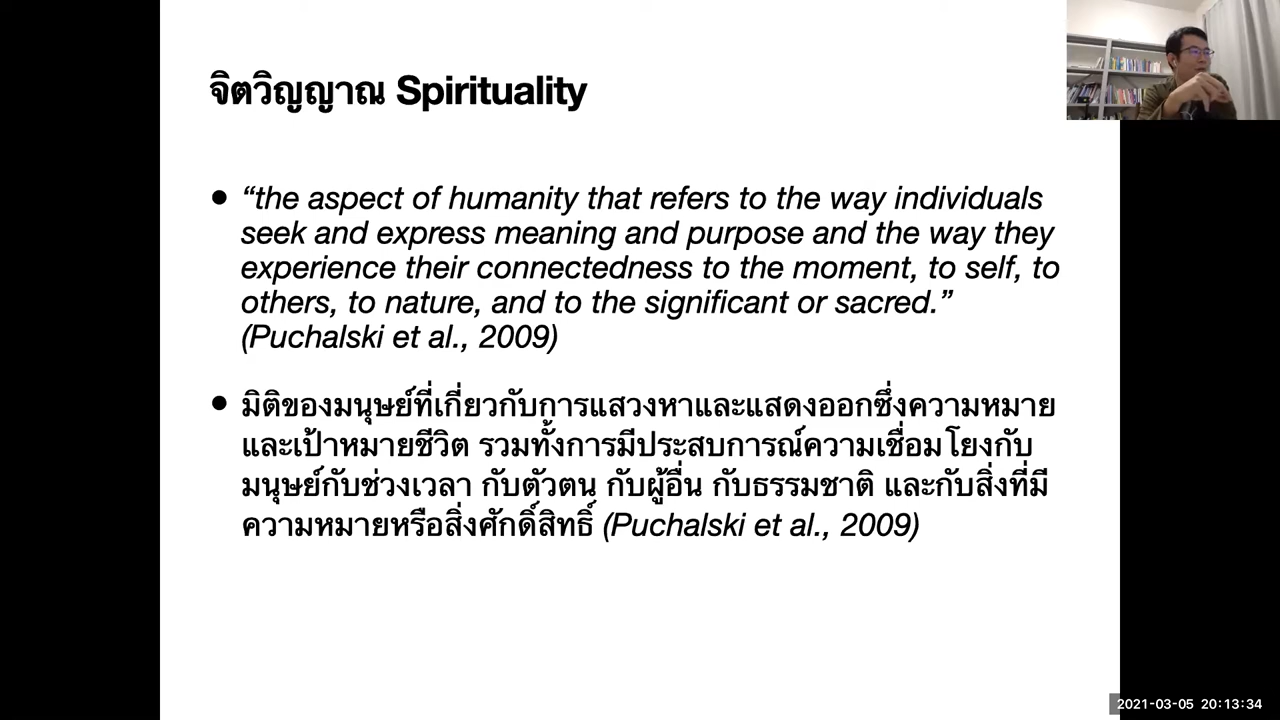 จิตวิญญาณ Spirituality
• “the aspect of humanity that refers to the way individuals
seek and express meaning and purpose and the way they
experience their connectedness to the moment, to self, to
others, to nature, and to the significant or sacred.”
(Puchalski et al., 2009)
• มิติของมนุษย์ที่เกี่ยวกับการแสวงหาและแสดงออกซึ่งความหมาย
และเป้าหมายชีวิต รวมทั้งการมีประสบการณ์ความเชื่อมโยงกับ
มนุษย์กับช่วงเวลา กับตัวตน กับผู้อื่น กับธรรมชาติ และกับสิ่งที่มี
ความหมายหรือสิ่งศักดิ์สิทธิ์ (Puchalski et al., 2009)
2021-03-05 20:13:34